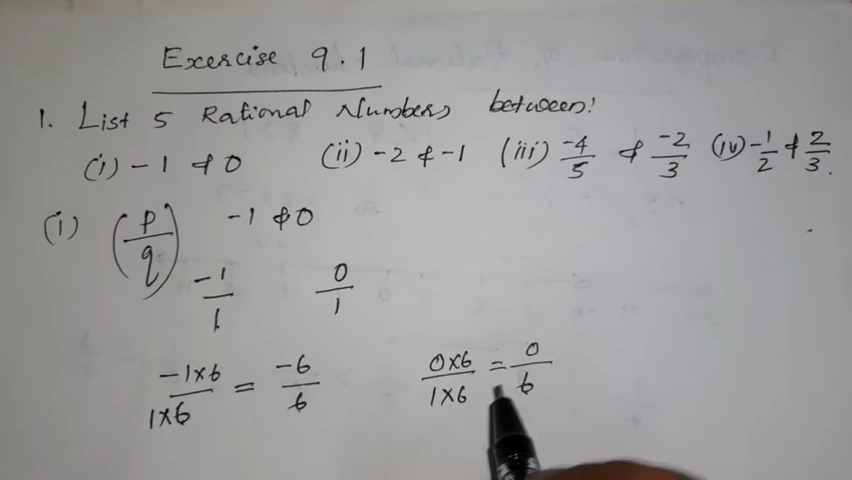 Exercise 9.1
1. List 5 Rational Numbers between:
(i) -1 & 0 (ii) -2 & -1 (iii) -4/5 & -2/3 (iv) -1/2 & 2/3.
(i) (p/q) -1 & 0
-1/1 0/1
-1×6/1×6 = -6/6 0×6/1×6 = 0/6